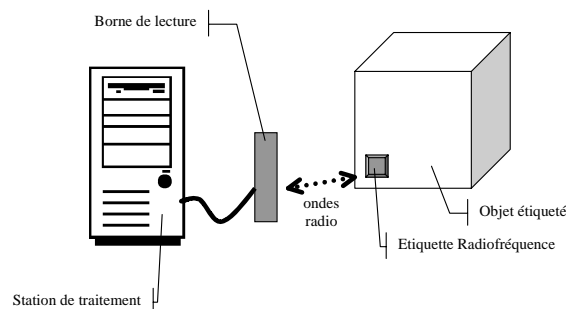 Borne de lecture
ondes
radio
Objet étiqueté
Etiquette Radiofréquence
Station de traitement